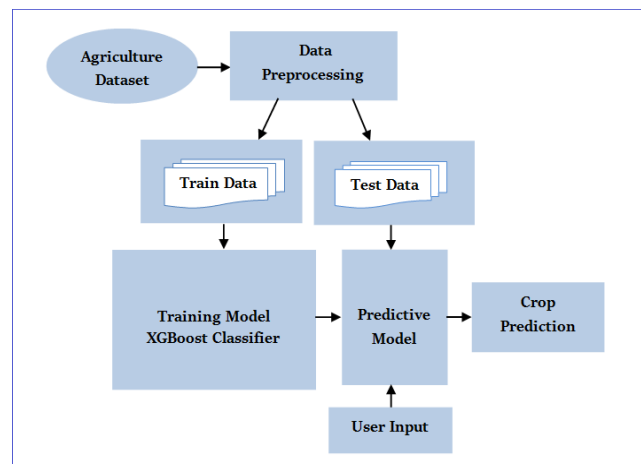 Agriculture
Dataset
Data
Preprocessing
Train Data
Test Data
Training Model
XGBoost Classifier
Predictive
Model
Crop
Prediction
User Input